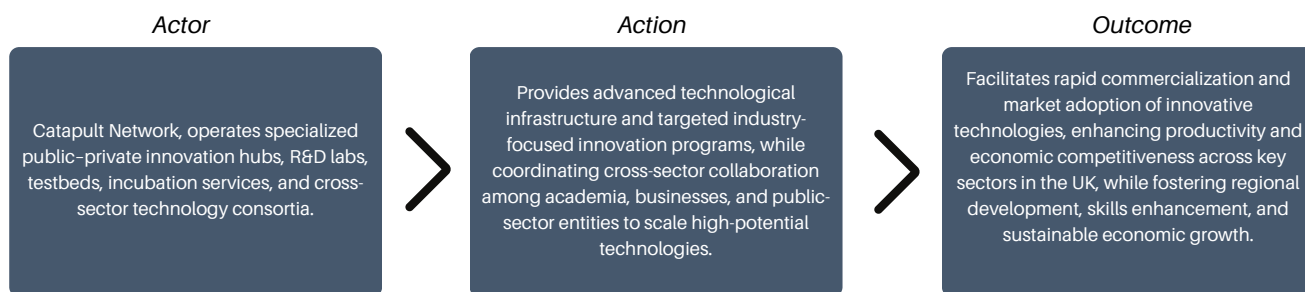 Actor
Action
Outcome
Catapult Network, operates specialized
public–private innovation hubs, R&D labs,
testbeds, incubation services, and cross-
sector technology consortia.
Provides advanced technological
infrastructure and targeted industry-
focused innovation programs, while
coordinating cross-sector collaboration
among academia, businesses, and public-
sector entities to scale high-potential
technologies.
Facilitates rapid commercialization and
market adoption of innovative
technologies, enhancing productivity and
economic competitiveness across key
sectors in the UK, while fostering regional
development, skills enhancement, and
sustainable economic growth.